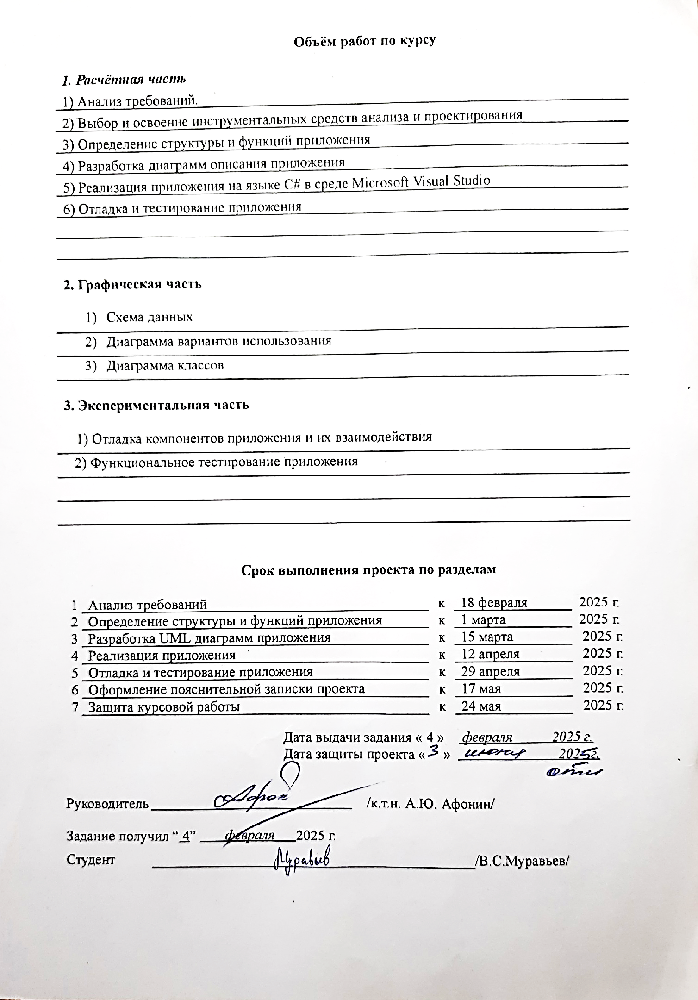 Объём работ по курсу
1. Расчётная часть
1) Анализ требований.
2) Выбор и освоение инструментальных средств анализа и проектирования
3) Определение структуры и функций приложения
4) Разработка диаграмм описания приложения
5) Реализация приложения на языке C# в среде Microsoft Visual Studio
6) Отладка и тестирование приложения
2. Графическая часть
1) Схема данных
2) Диаграмма вариантов использования
3) Диаграмма классов
3. Экспериментальная часть
1) Отладка компонентов приложения и их взаимодействия
2) Функциональное тестирование приложения
Срок выполнения проекта по разделам
1 Анализ требований к 18 февраля 2025 г.
2 Определение структуры и функций приложения к 1 марта 2025 г.
3 Разработка UML диаграмм приложения к 15 марта 2025 г.
4 Реализация приложения к 12 апреля 2025 г.
5 Отладка и тестирование приложения к 29 апреля 2025 г.
6 Оформление пояснительной записки проекта к 17 мая 2025 г.
7 Защита курсовой работы к 24 мая 2025 г.
Дата выдачи задания « 4 » февраля 2025 г.
Дата защиты проекта « 3 » июня 2025 г.
Руководитель /к.т.н. А.Ю. Афонин/
Задание получил “ 4” февраля 2025 г.
Студент Муравьев /В.С.Муравьев/